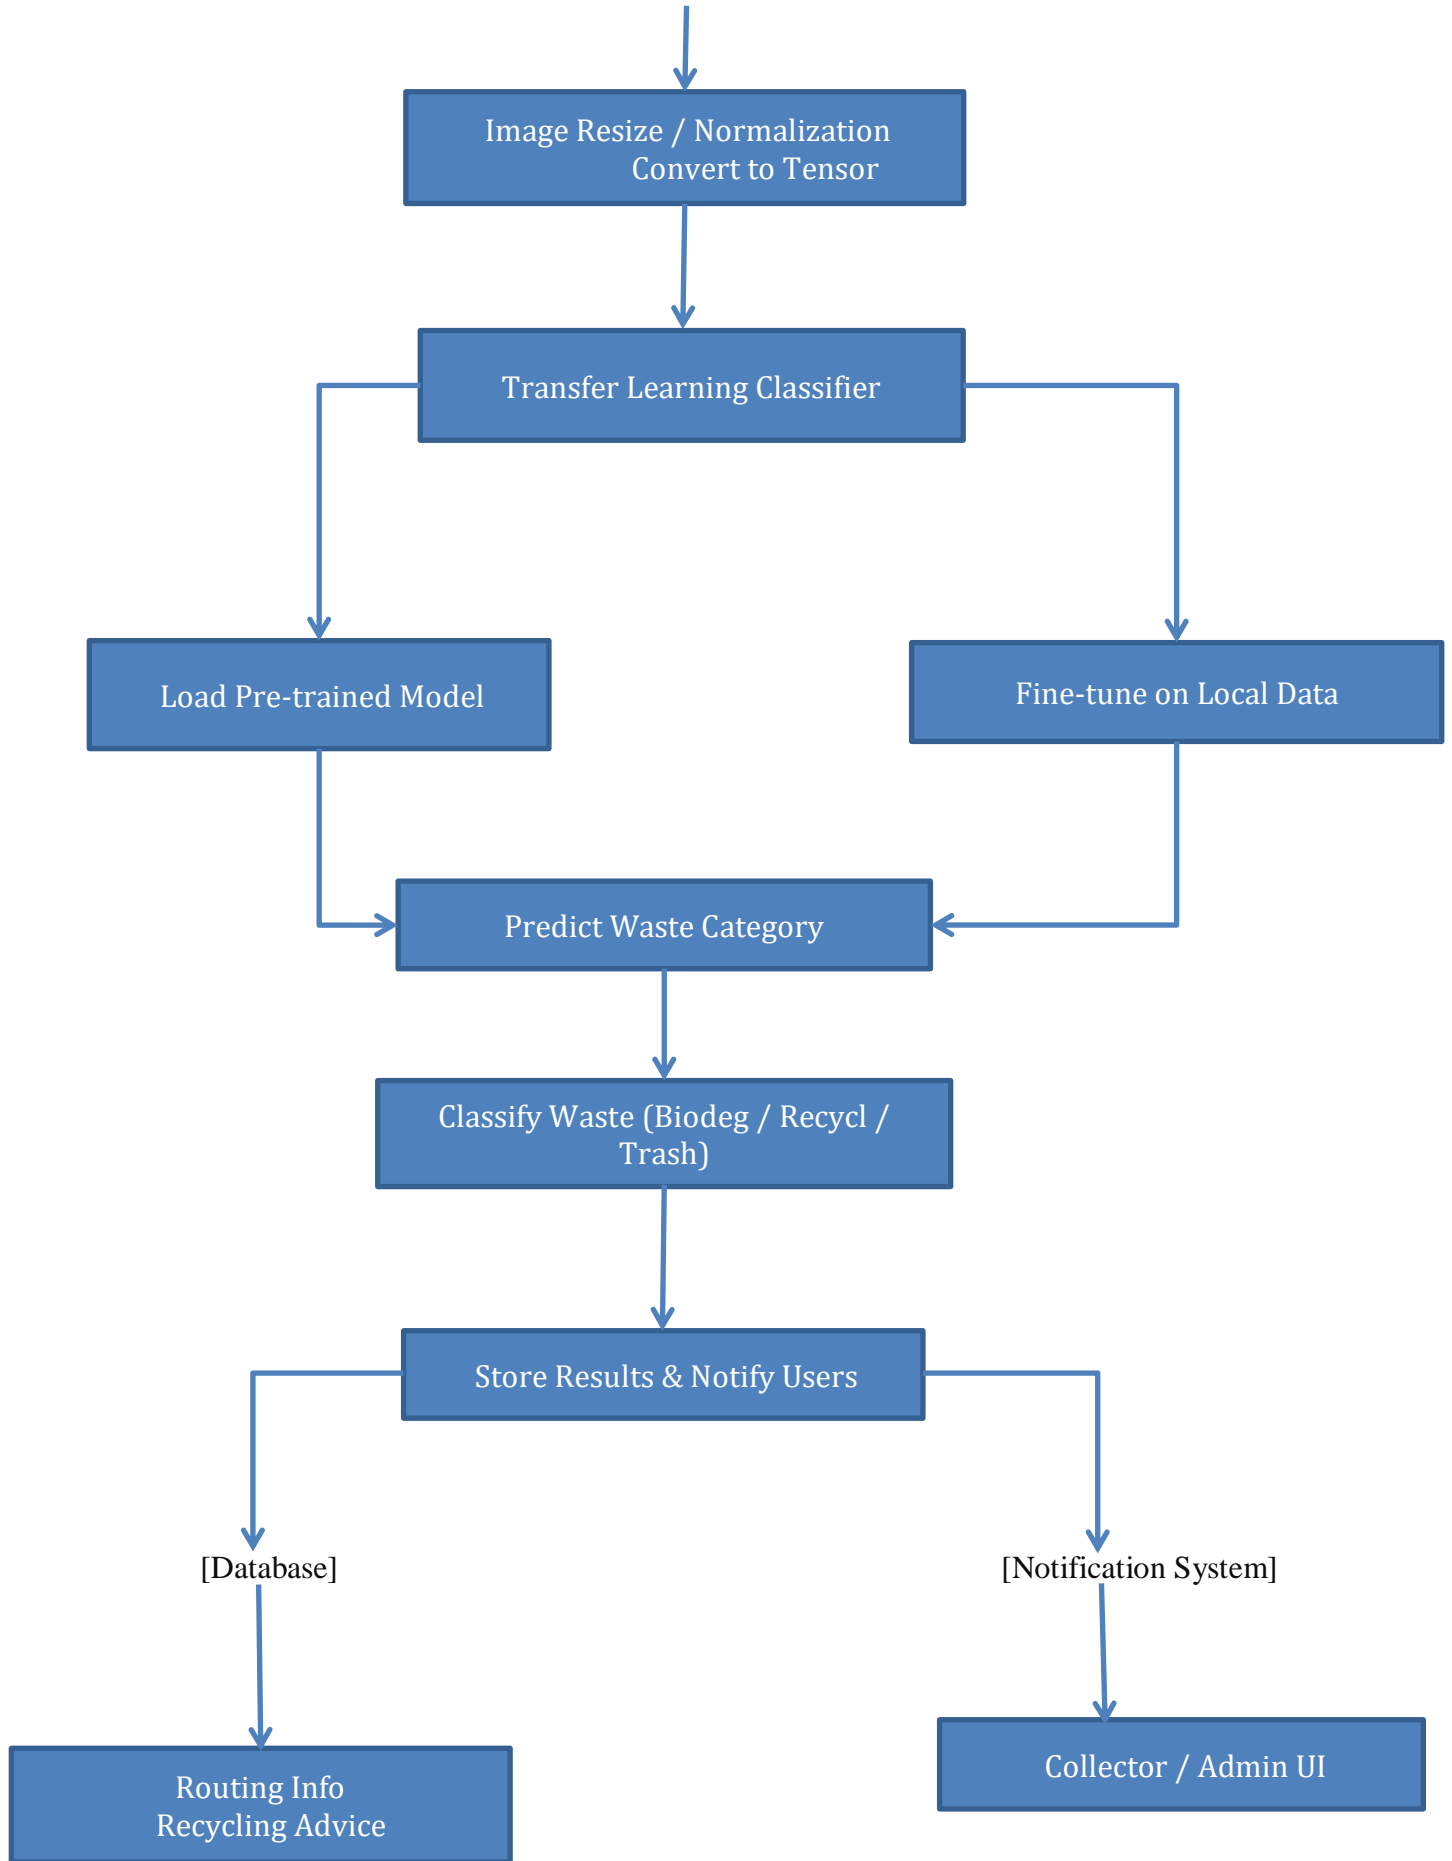 Image Resize / Normalization
Convert to Tensor
Transfer Learning Classifier
Load Pre-trained Model
Fine-tune on Local Data
Predict Waste Category
Classify Waste (Biodeg / Recycl /
Trash)
Store Results & Notify Users
[Database]
[Notification System]
Routing Info
Recycling Advice
Collector / Admin UI